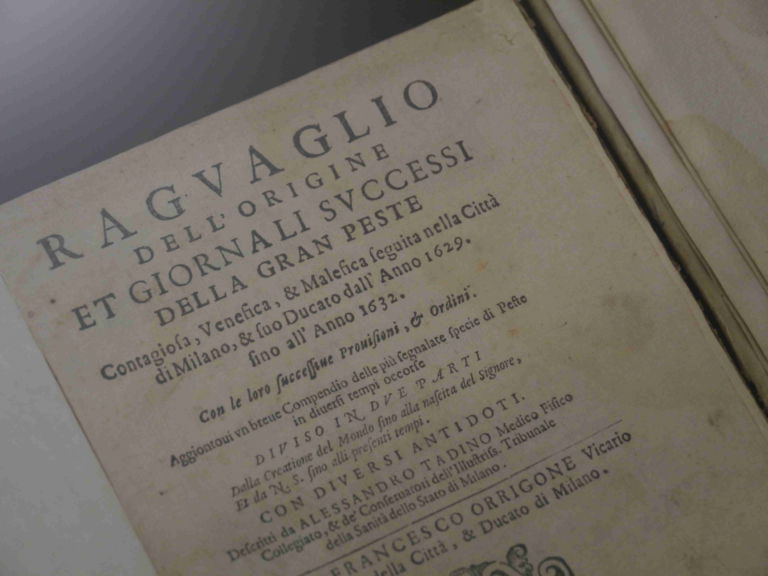 RAGVAGLIO
DELL'ORIGINE
ET GIORNALI SVCCESSI
DELLA GRAN PESTE
Contagiosa, Venefica, & Malefica ſeguita nella Città
di Milano, & ſuo Ducato dall' Anno 1629.
fino all' Anno 1632.
Con le loro ſucceſſiue Prouiſioni, & Ordini.
Aggiontoui vn breue Compendio delle più ſegnalate ſpecie di Peſte
in diuerſi tempi occorſe
DIVISO IN DVE PARTI
Dalla Creatione del Mondo fino alla naſcita del Signore,
Et da N. S. fino alli preſenti tempi.
CON DIVERSI ANTIDOTI.
Deſcritti da ALESSANDRO TADINO Medico Fiſico
Collegiato, & de' Conſeruatori dell'Illuſtriſs. Tribunale
della Sanità dello Stato di Milano.
FRANCESCO ORRIGONE Vicario
della Città, & Ducato di Milano.